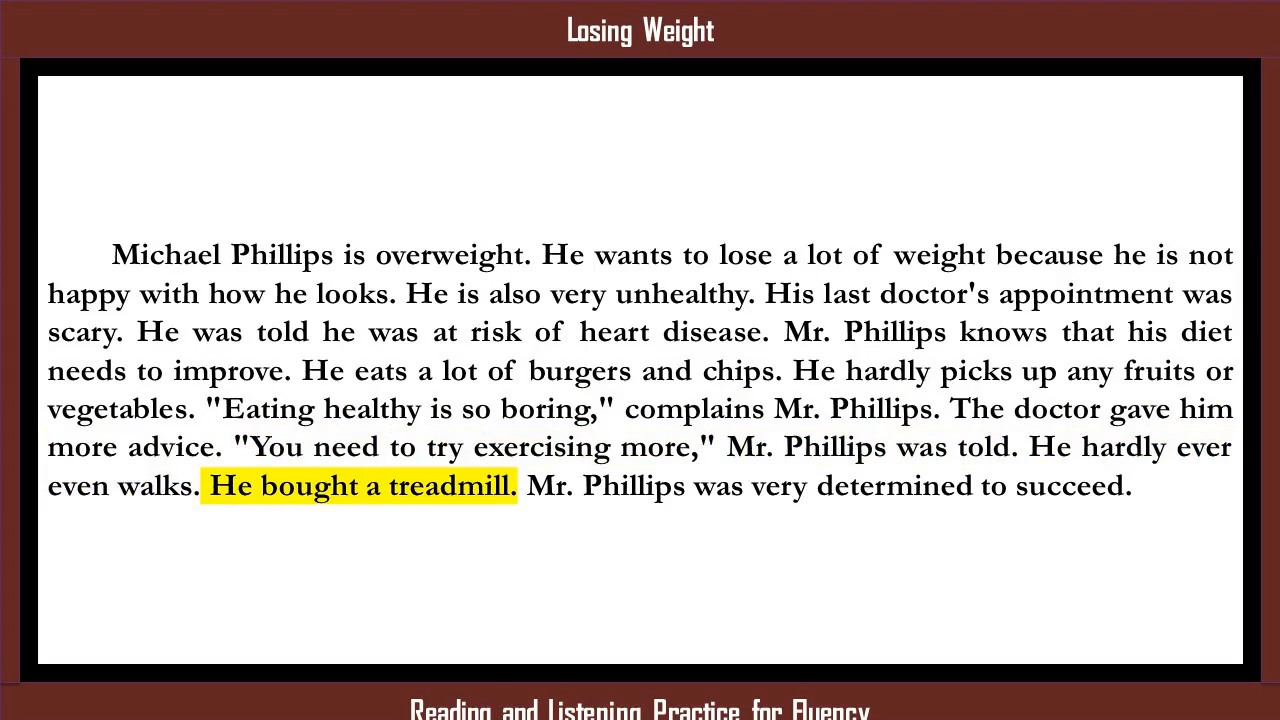 Losing Weight
Michael Phillips is overweight. He wants to lose a lot of weight because he is not
happy with how he looks. He is also very unhealthy. His last doctor's appointment was
scary. He was told he was at risk of heart disease. Mr. Phillips knows that his diet
needs to improve. He eats a lot of burgers and chips. He hardly picks up any fruits or
vegetables. "Eating healthy is so boring," complains Mr. Phillips. The doctor gave him
more advice. "You need to try exercising more," Mr. Phillips was told. He hardly ever
even walks. He bought a treadmill. Mr. Phillips was very determined to succeed.
Reading and Listening Practice for Fluency